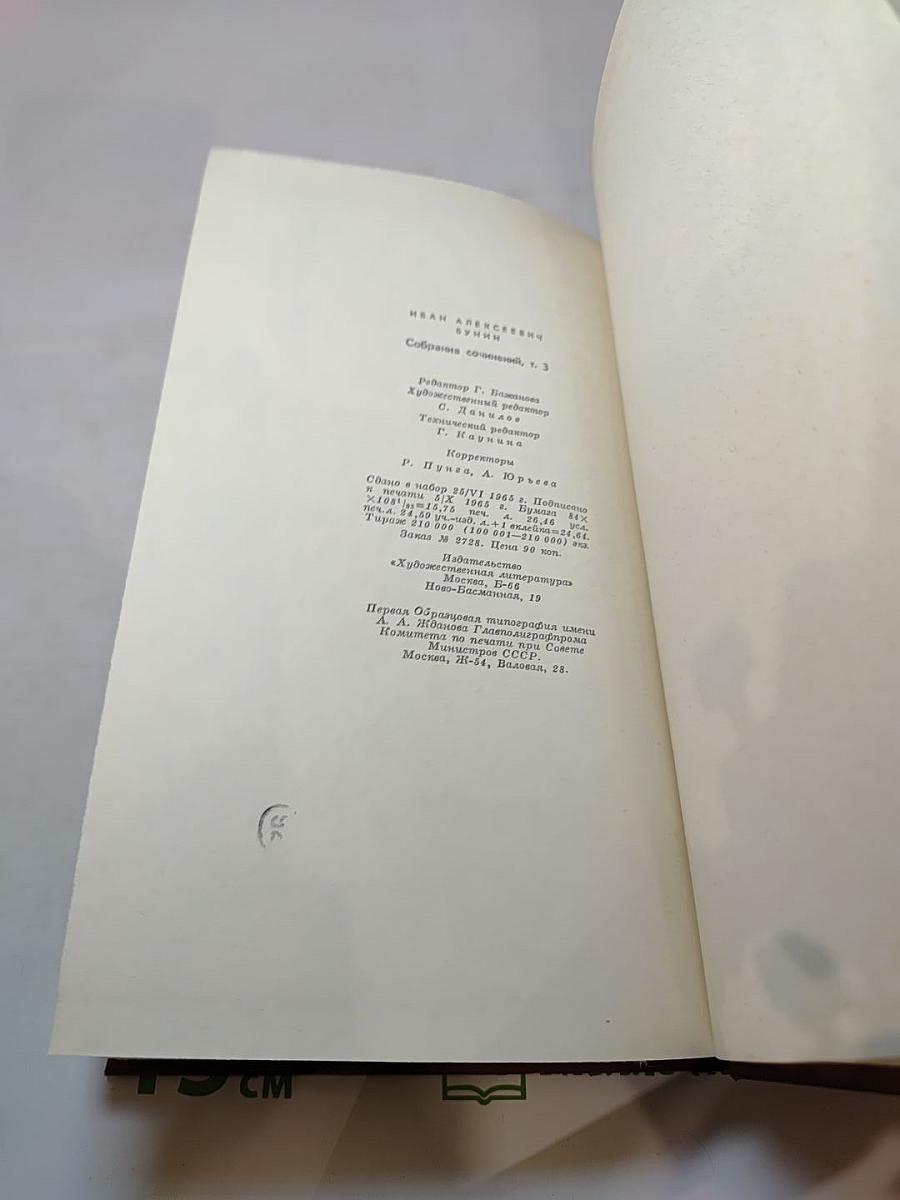 ИВАН АЛЕКСЕЕВИЧ
БУНИН
Собрание сочинений, т. 3
Редактор Г. Бажанова
Художественный редактор
С. Данилов
Технический редактор
Г. Каунина
Корректоры
Р. Пунга, А. Юрьева
Сдано в набор 25/VI 1965 г. Подписано
к печати 5/X 1965 г. Бумага 84×
×108¹/₃₂=15,75 печ. л. 26,46 усл.
печ. л. 24,59 уч.-изд. л.+1 вклейка=24,64.
Тираж 210 000 (100 001—210 000) экз.
Заказ № 2728. Цена 90 коп.
Издательство
«Художественная литература»
Москва, Б-66
Ново-Басманная, 19
Первая Образцовая типография имени
А. А. Жданова Главполиграфпрома
Комитета по печати при Совете
Министров СССР.
Москва, Ж-54, Валовая, 28.
см